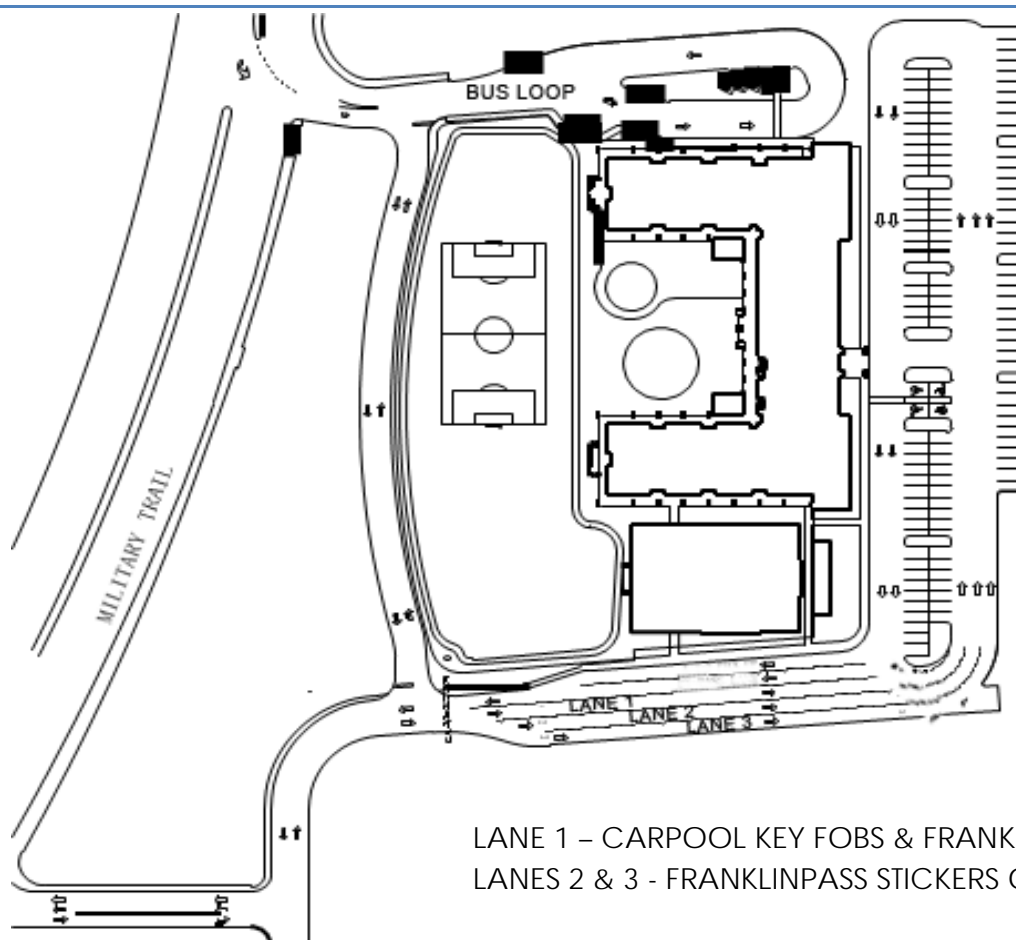 BUS LOOP
MILITARY TRAIL
LANE 1
LANE 2
LANE 3
LANE 1 – CARPOOL KEY FOBS & FRANK
LANES 2 & 3 - FRANKLINPASS STICKERS